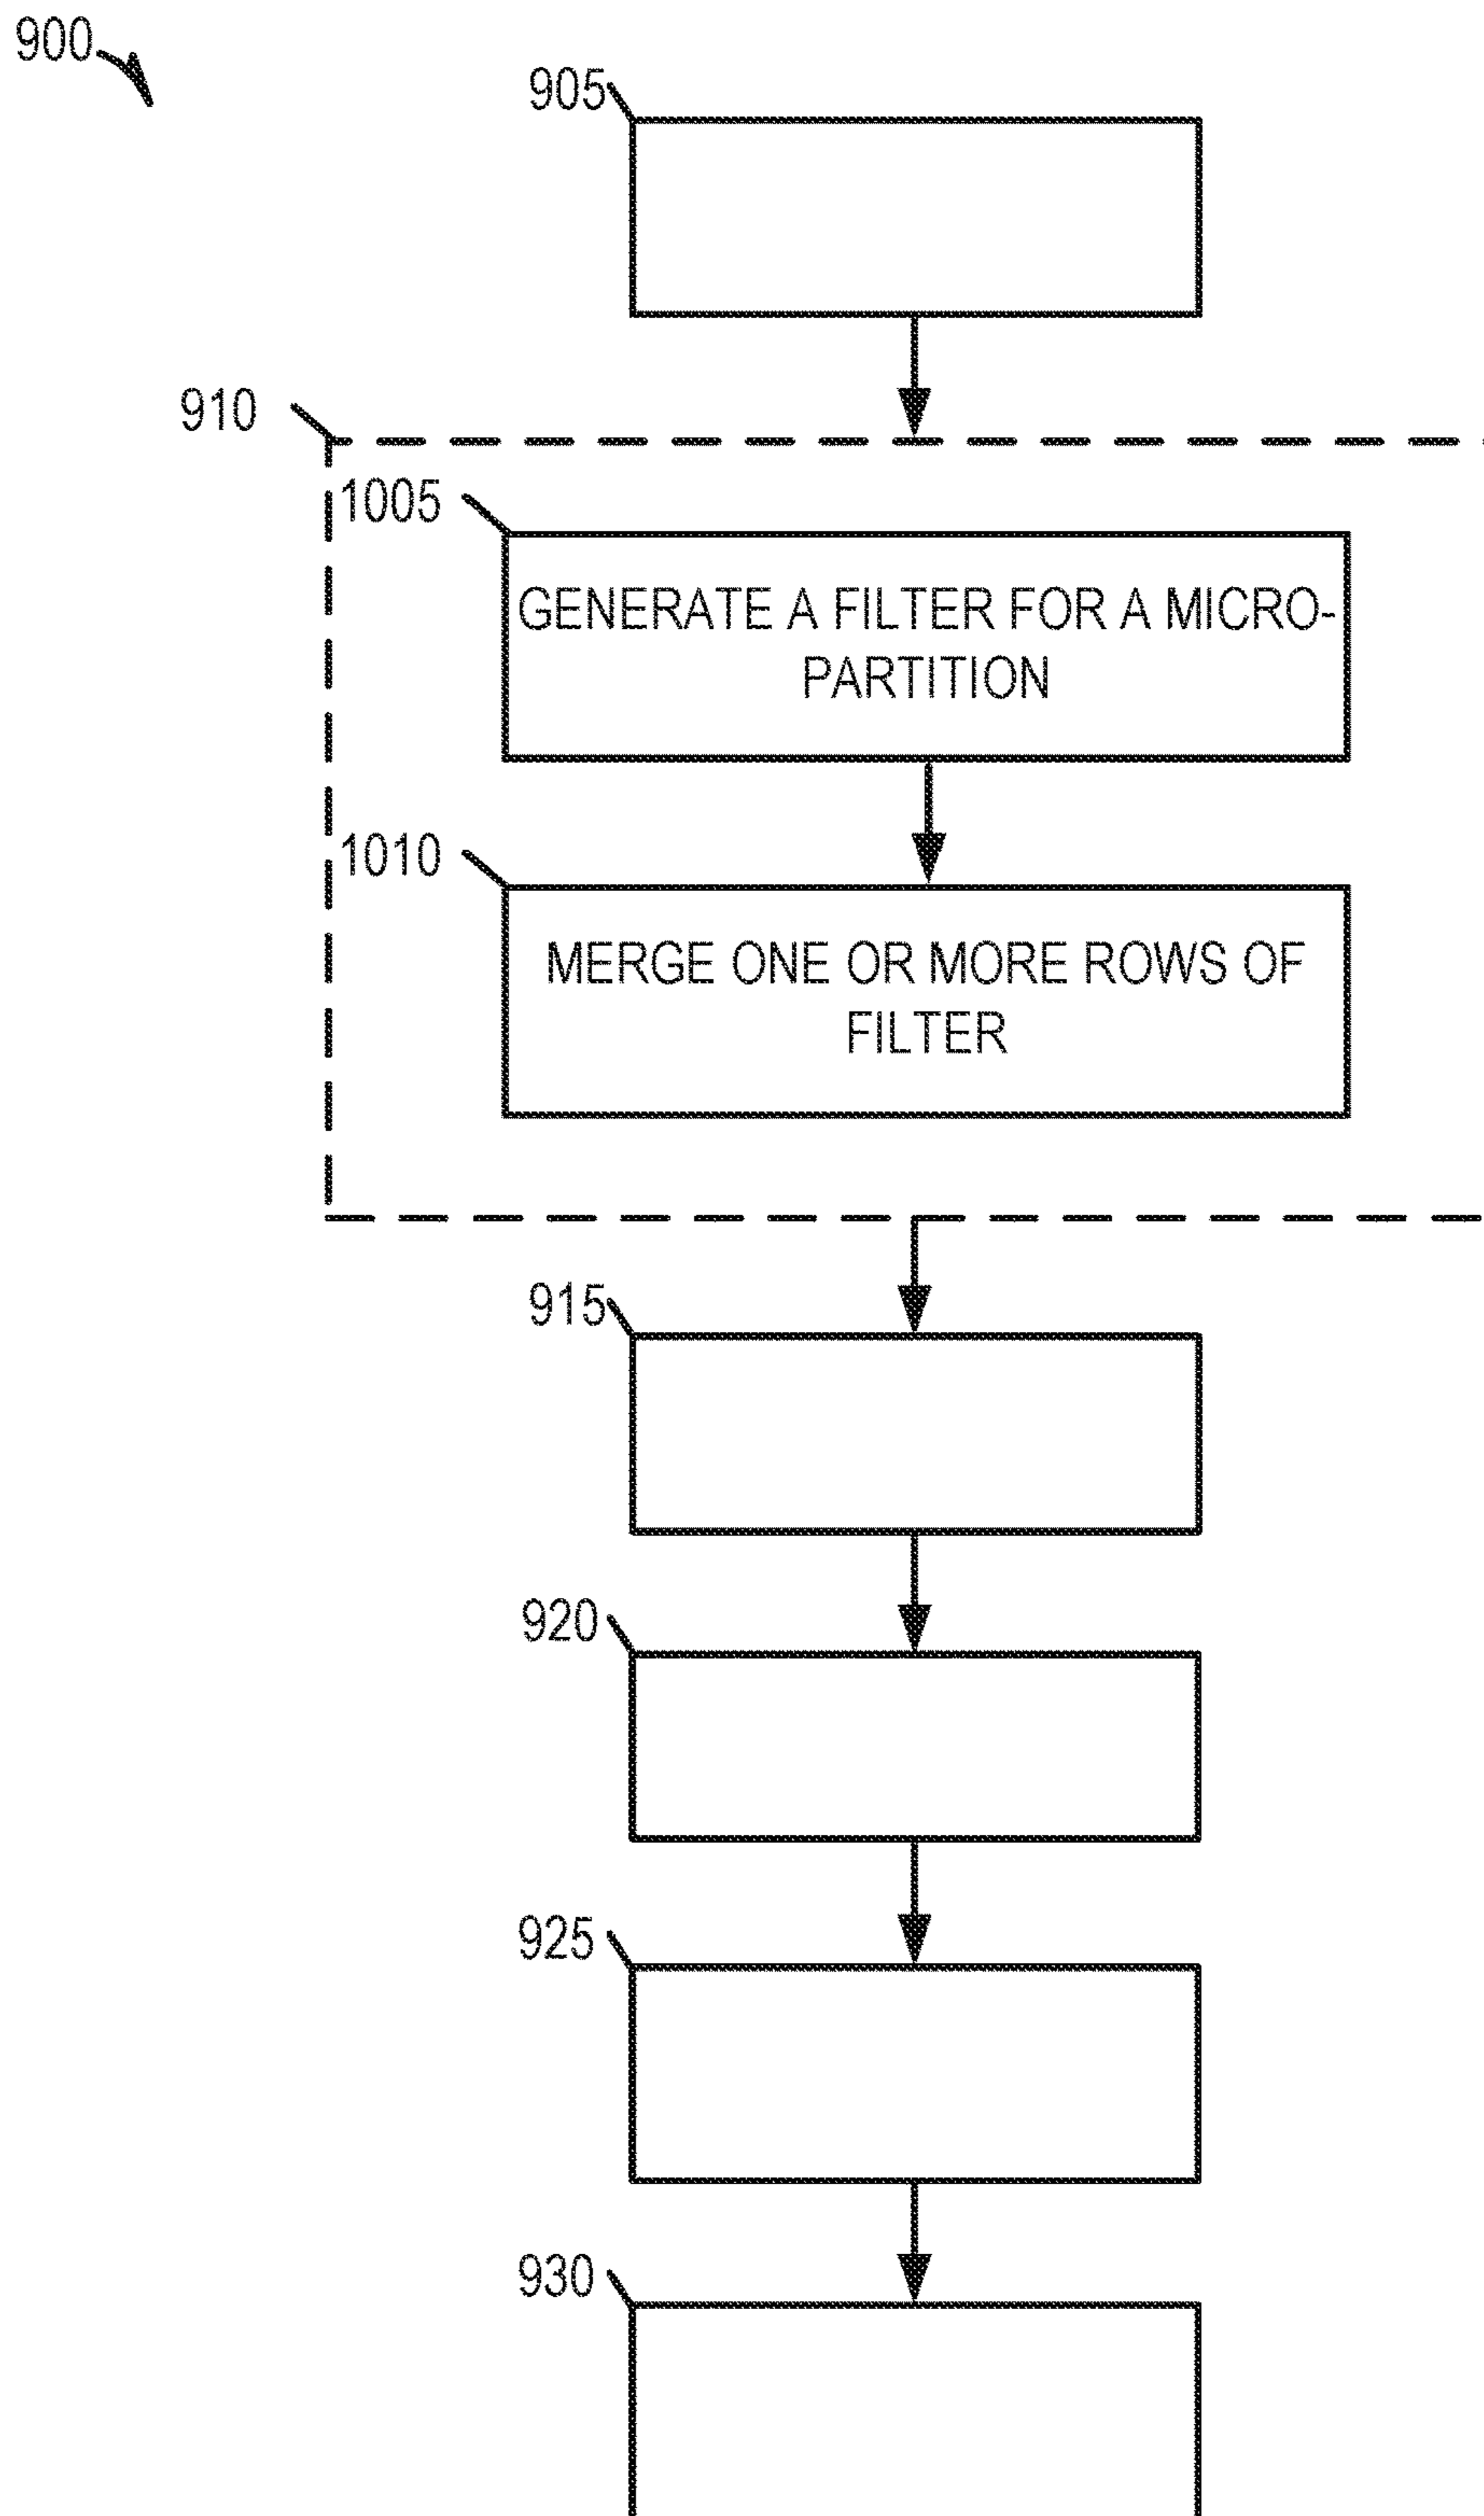 900
905
910
1005
GENERATE A FILTER FOR A MICRO-
PARTITION
1010
MERGE ONE OR MORE ROWS OF
FILTER
915
920
925
930